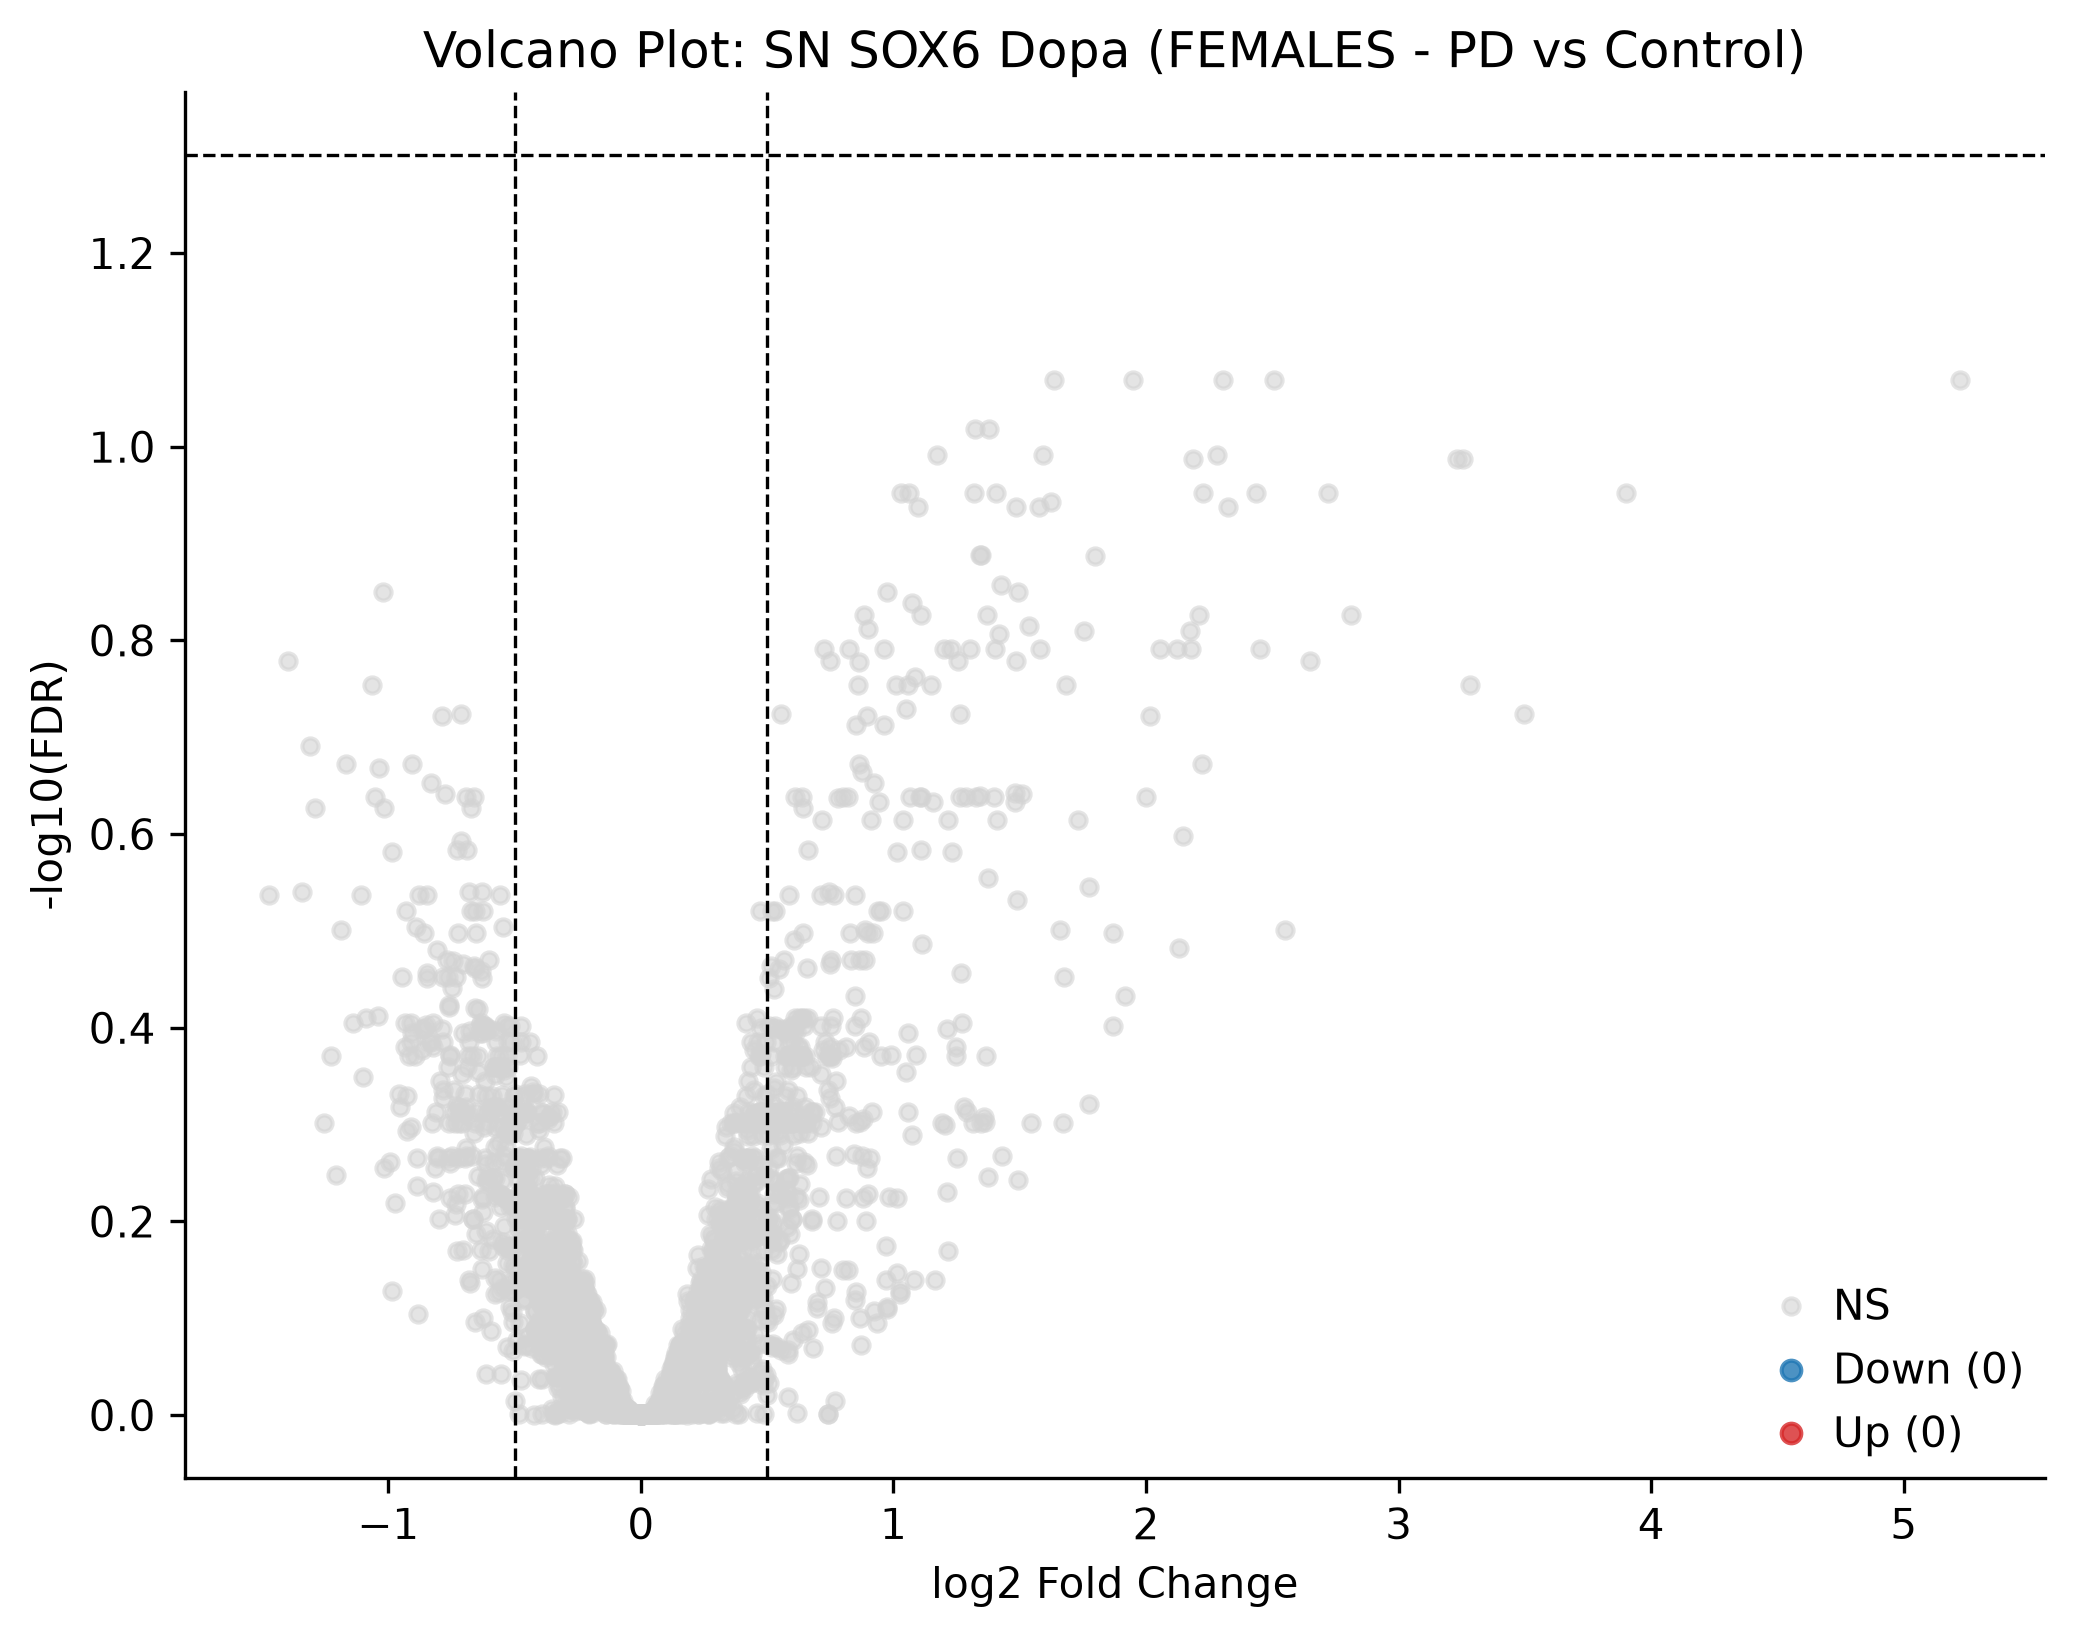 Volcano Plot: SN SOX6 Dopa (FEMALES - PD vs Control)
-log10(FDR)
1.2
1.0
0.8
0.6
0.4
0.2
0.0
NS
Down (0)
Up (0)
−1 0 1 2 3 4 5
log2 Fold Change